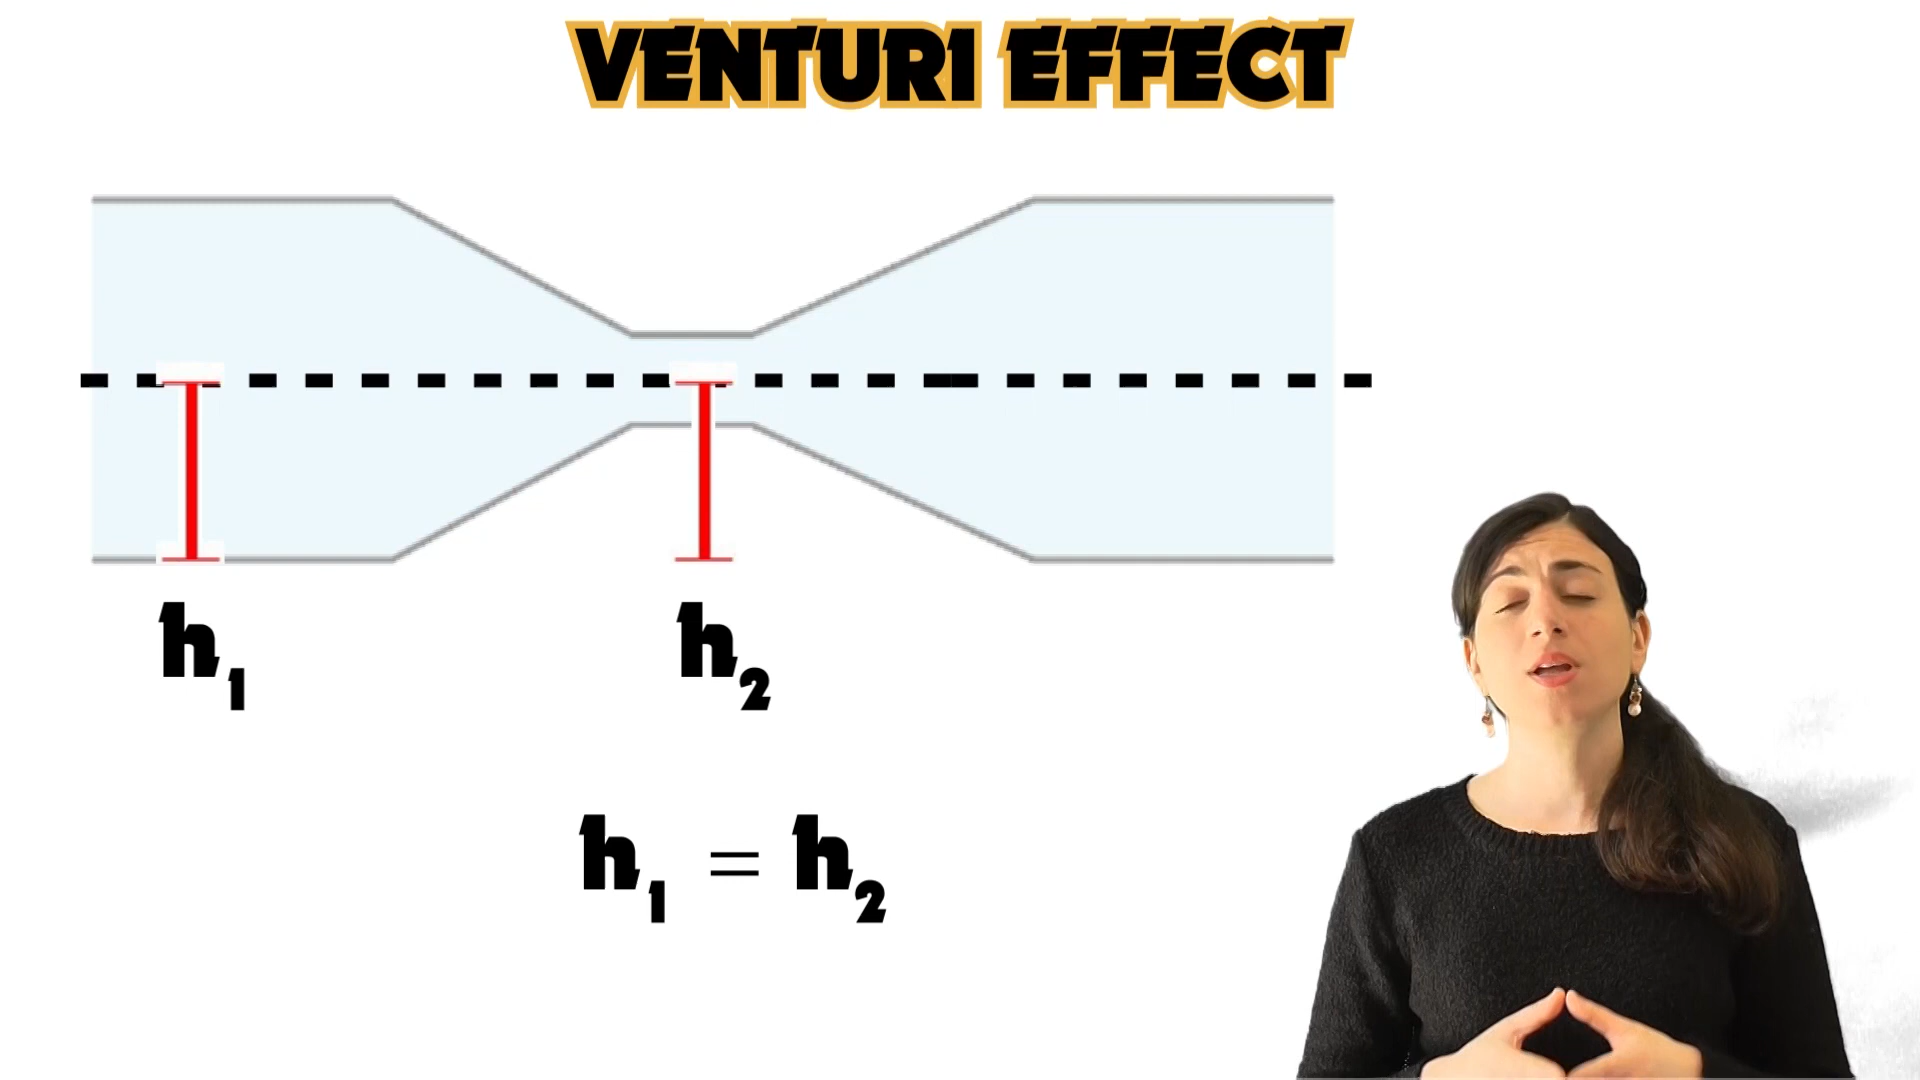 VENTURI EFFECT
h₁ h₂
h₁ = h₂